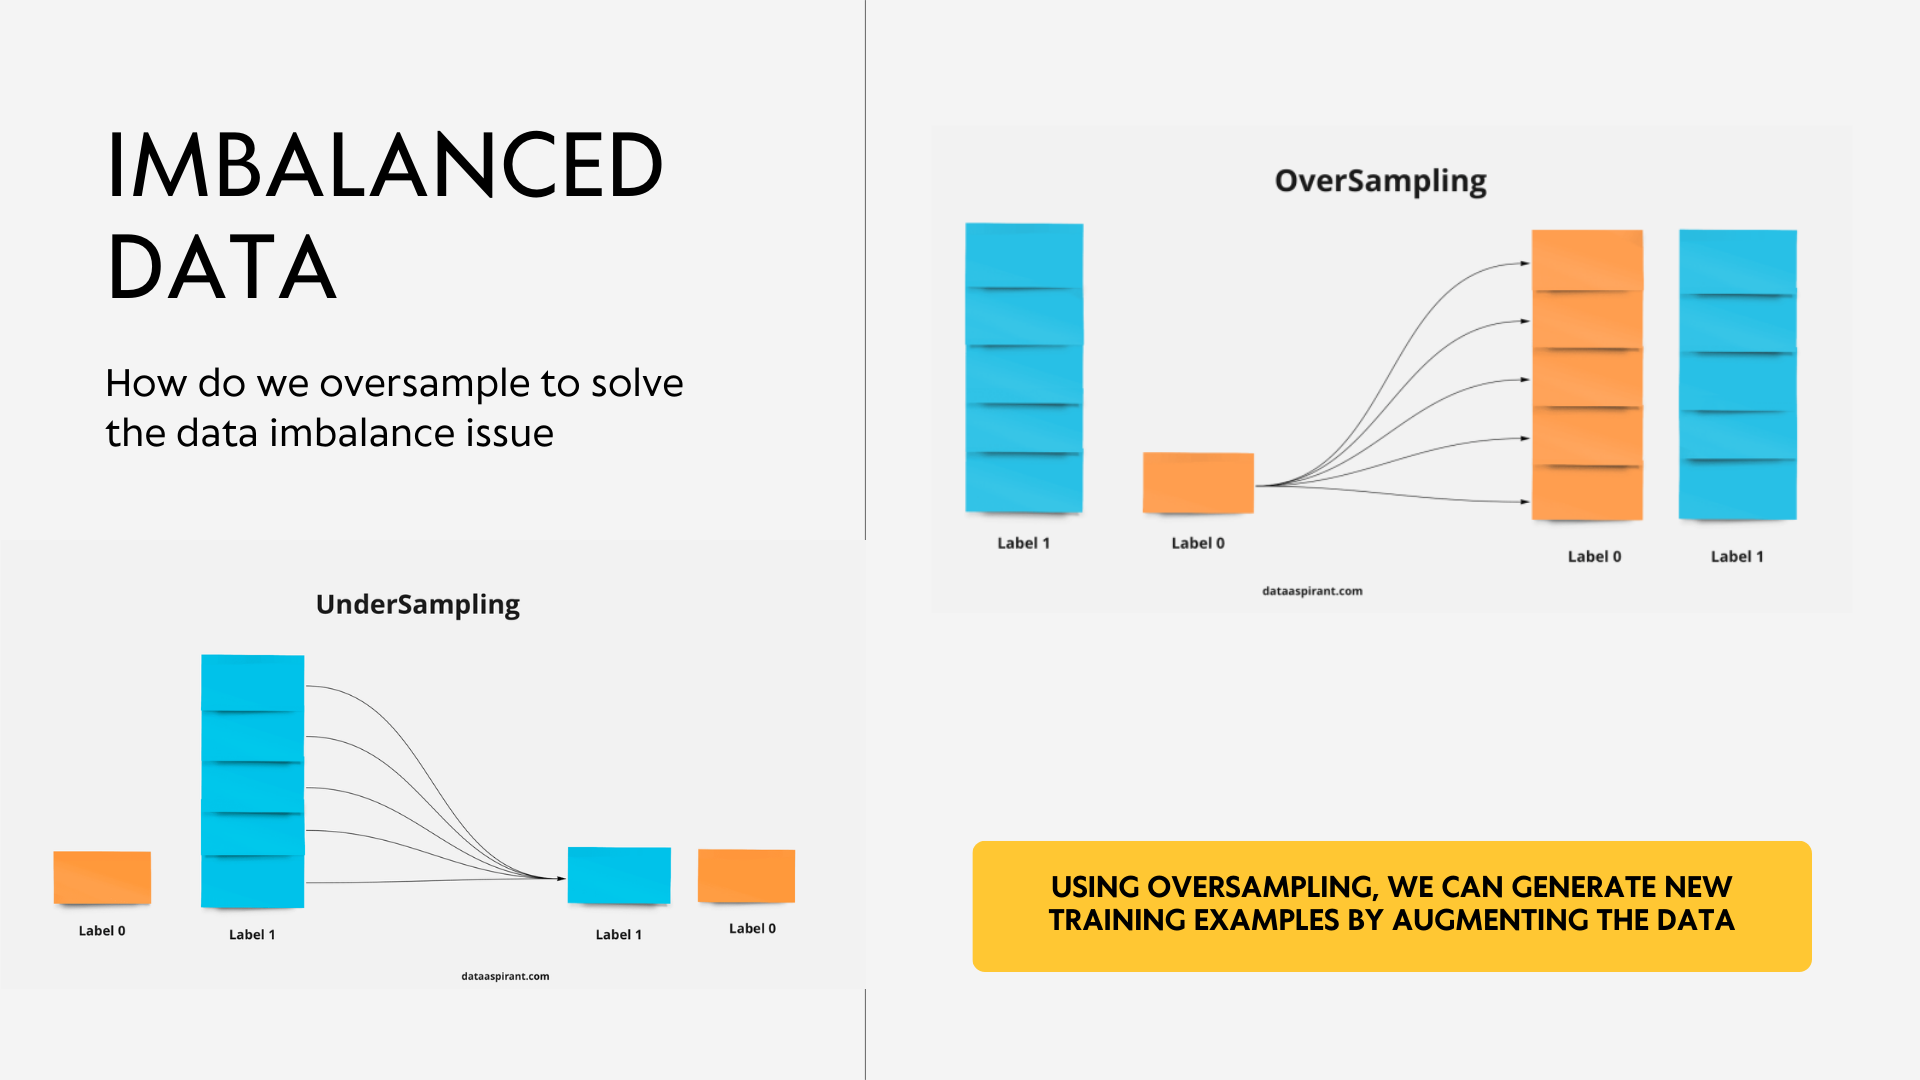 IMBALANCED
DATA
How do we oversample to solve
the data imbalance issue
UnderSampling
Label 0
Label 1
Label 1
Label 0
dataaspirant.com
OverSampling
Label 1
Label 0
Label 0
Label 1
dataaspirant.com
USING OVERSAMPLING, WE CAN GENERATE NEW
TRAINING EXAMPLES BY AUGMENTING THE DATA